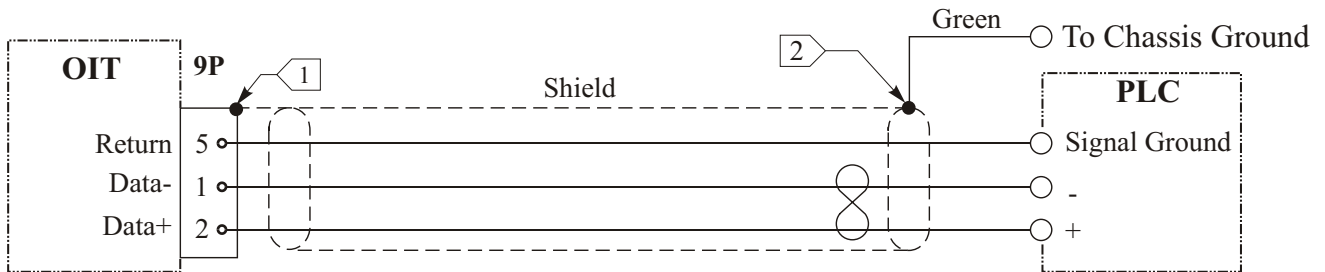 Green
To Chassis Ground
2
OIT
9P
1
Shield
PLC
Return
5
Signal Ground
Data-
1
-
Data+
2
+